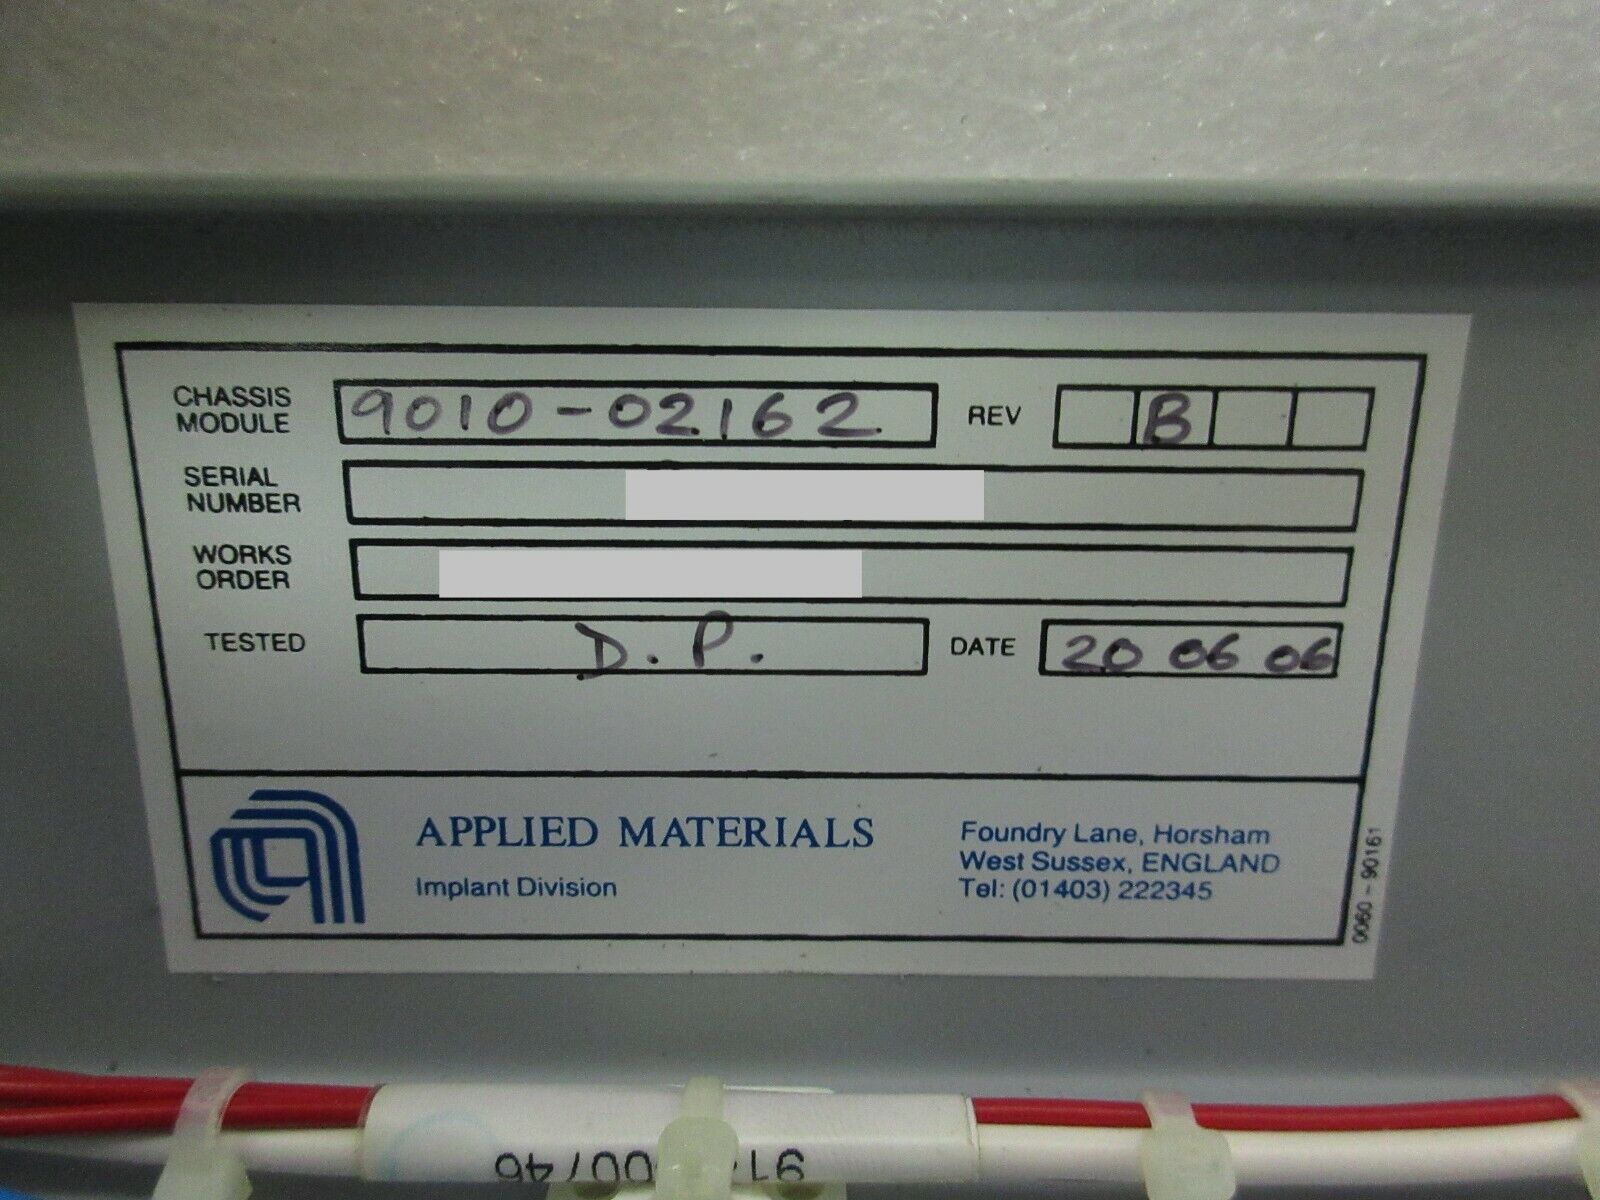 CHASSIS
MODULE 9010-02162 REV B
SERIAL
NUMBER
WORKS
ORDER
TESTED D.P. DATE 20 06 06
APPLIED MATERIALS
Implant Division
Foundry Lane, Horsham
West Sussex, ENGLAND
Tel: (01403) 222345
0060 - 90161